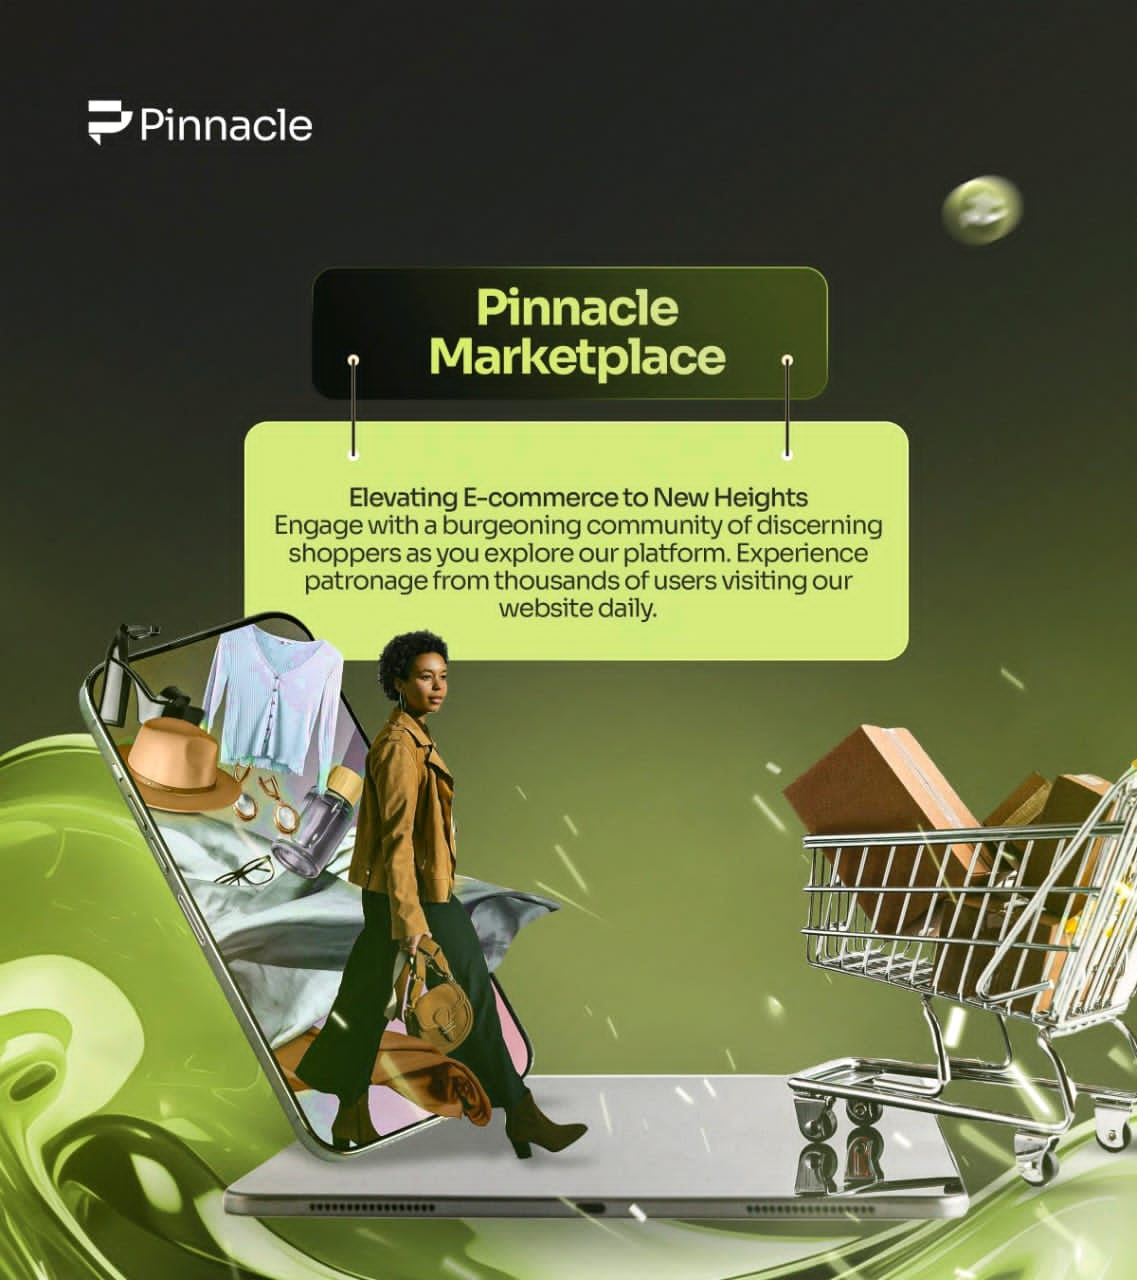 Pinnacle
Pinnacle
Marketplace
Elevating E-commerce to New Heights
Engage with a burgeoning community of discerning
shoppers as you explore our platform. Experience
patronage from thousands of users visiting our
website daily.